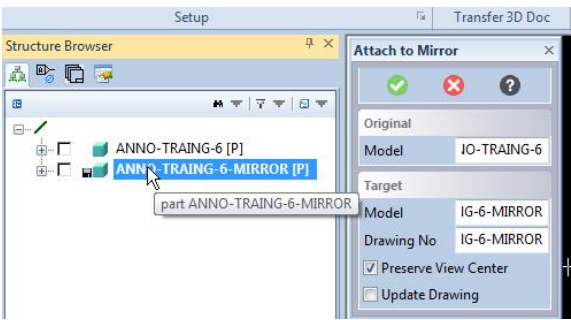 Setup
Transfer 3D Doc
Structure Browser
ANNO-TRAING-6 [P]
ANNO-TRAING-6-MIRROR [P]
part ANNO-TRAING-6-MIRROR
Attach to Mirror
Original
Model IO-TRAING-6
Target
Model IG-6-MIRROR
Drawing No IG-6-MIRROR
Preserve View Center
Update Drawing